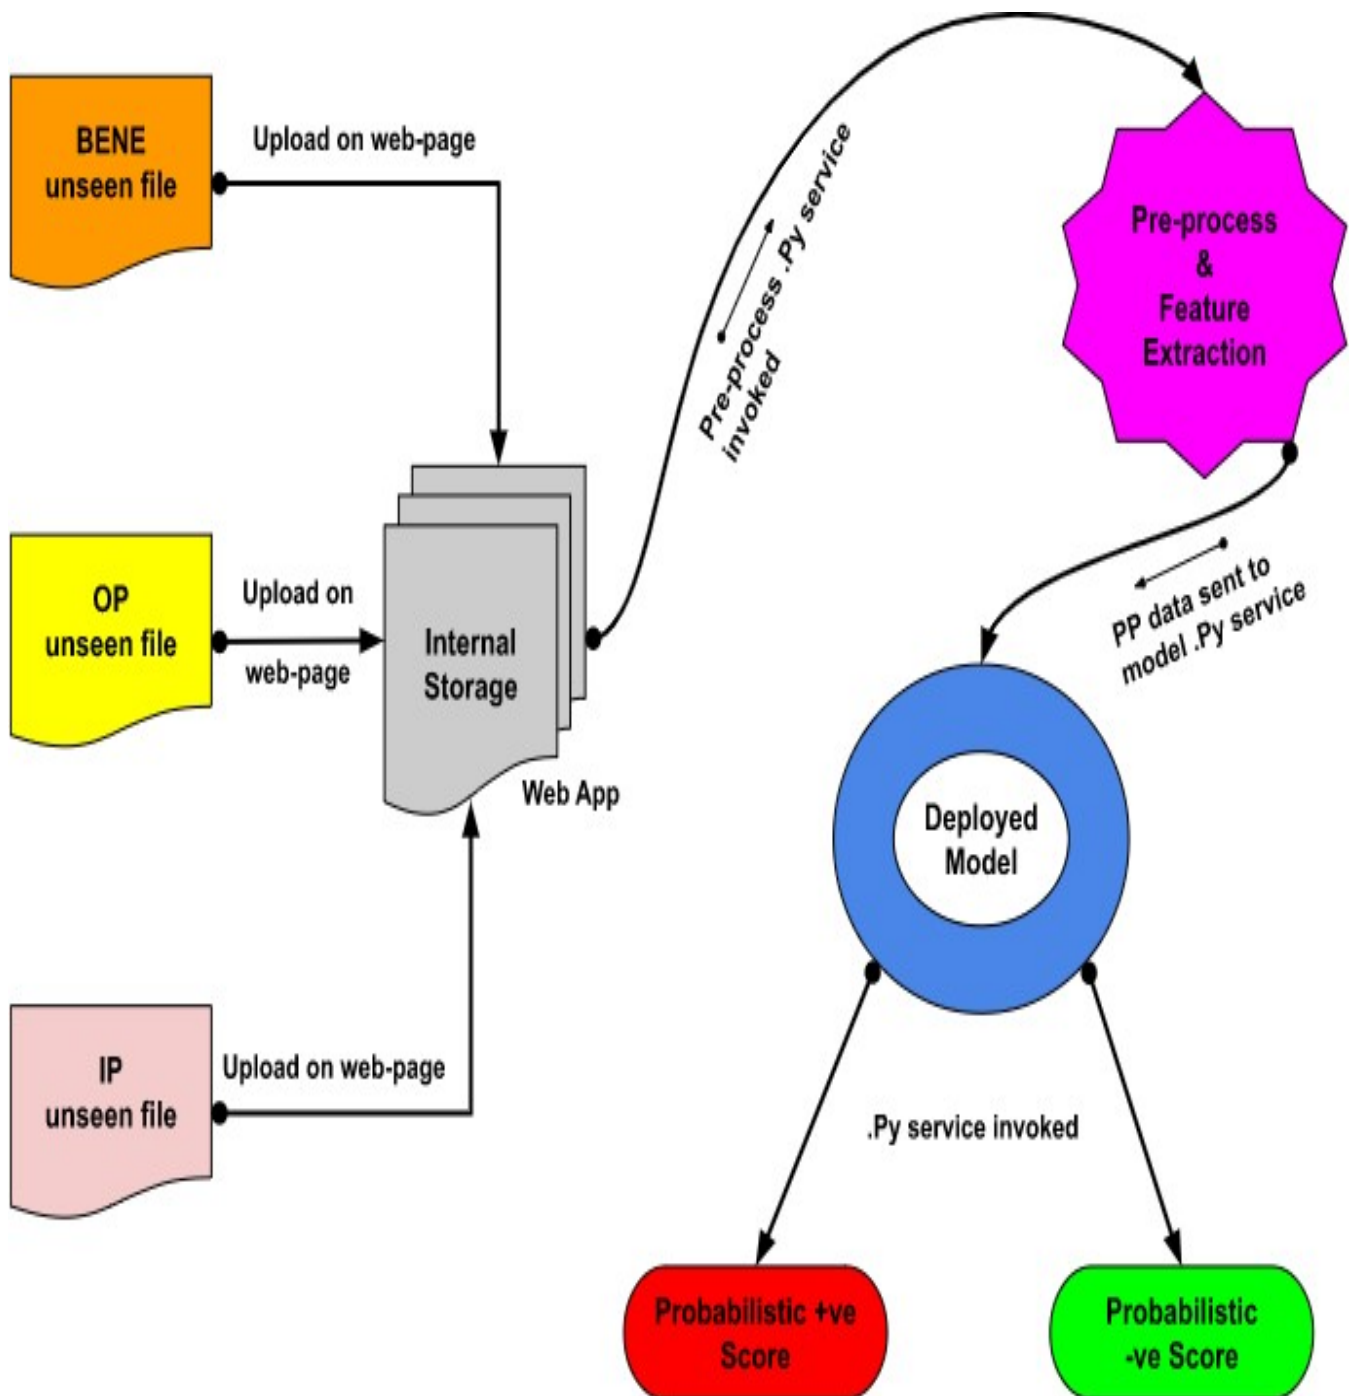 BENE
unseen file
Upload on web-page
OP
unseen file
Upload on
web-page
IP
unseen file
Upload on web-page
Internal
Storage
Web App
Pre-process .Py service
invoked
Pre-process
&
Feature
Extraction
PP data sent to
model .Py service
Deployed
Model
.Py service invoked
Probabilistic +ve
Score
Probabilistic
-ve Score